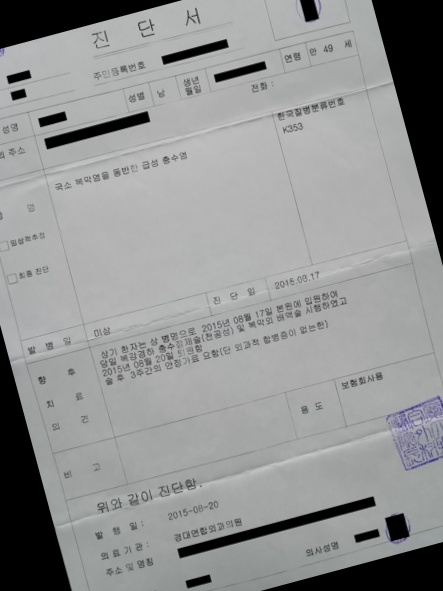 진 단 서
주민등록번호
성명
성별 남 생년월일 연령 만 49 세
주소 전화 :
한국질병분류번호
국소 복막염을 동반한 급성 충수염 K353
명
임상적추정
최종 진단
발 병 일 미상 진 단 일 2015.08.17
향 후 치 료 의 견
상기 환자는 상 병명으로 2015년 08월 17일 본원에 입원하여
당일 복강경하 충수절제술(천공성) 및 복막외 배액술 시행하였고
2015년 08월 20일 퇴원함
술 후 3주간의 안정가료 요함(단 외과적 합병증이 없는한)
비 고 용 도 보험회사용
위와 같이 진단함.
발 행 일 : 2015-08-20
의 료 기 관 : 경대연합외과의원
주소 및 명칭
의사성명